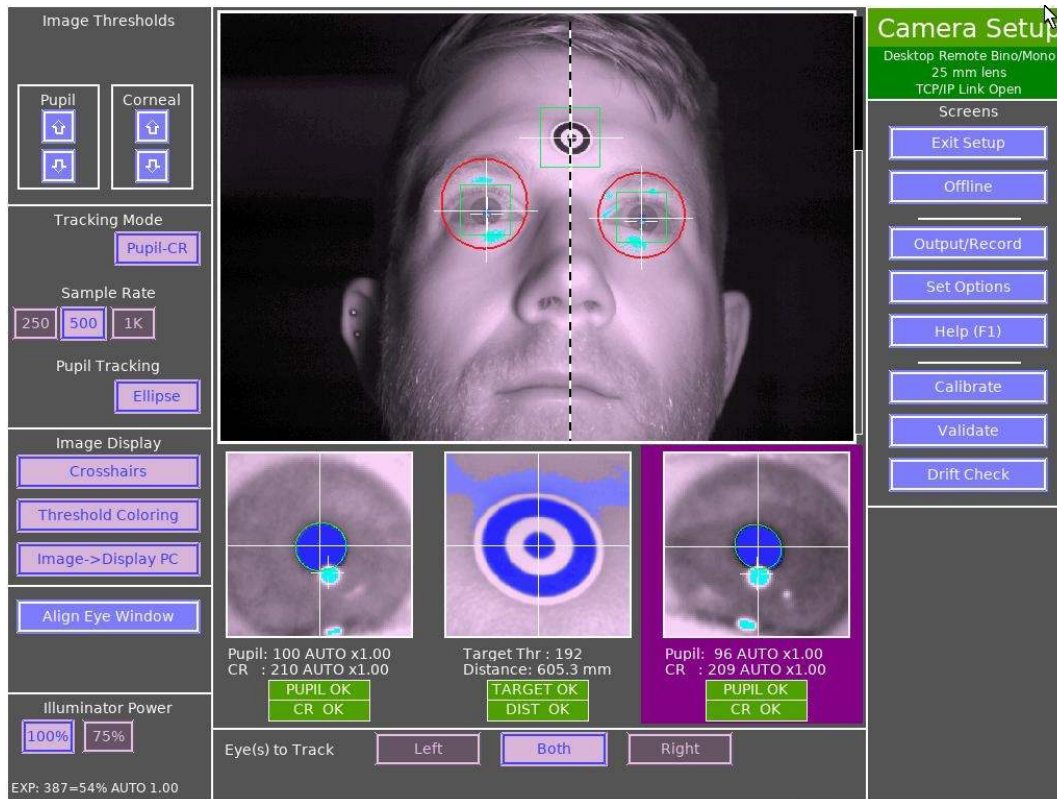 Image Thresholds
Pupil
Corneal
Tracking Mode
Pupil-CR
Sample Rate
250 500 1K
Pupil Tracking
Ellipse
Image Display
Crosshairs
Threshold Coloring
Image->Display PC
Align Eye Window
Illuminator Power
100% 75%
EXP: 387=54% AUTO 1.00
Pupil: 100 AUTO x1.00
CR : 210 AUTO x1.00
PUPIL OK
CR OK
Target Thr : 192
Distance: 605.3 mm
TARGET OK
DIST OK
Pupil: 96 AUTO x1.00
CR : 209 AUTO x1.00
PUPIL OK
CR OK
Eye(s) to Track Left Both Right
Camera Setup
Desktop Remote Bino/Mono
25 mm lens
TCP/IP Link Open
Screens
Exit Setup
Offline
Output/Record
Set Options
Help (F1)
Calibrate
Validate
Drift Check